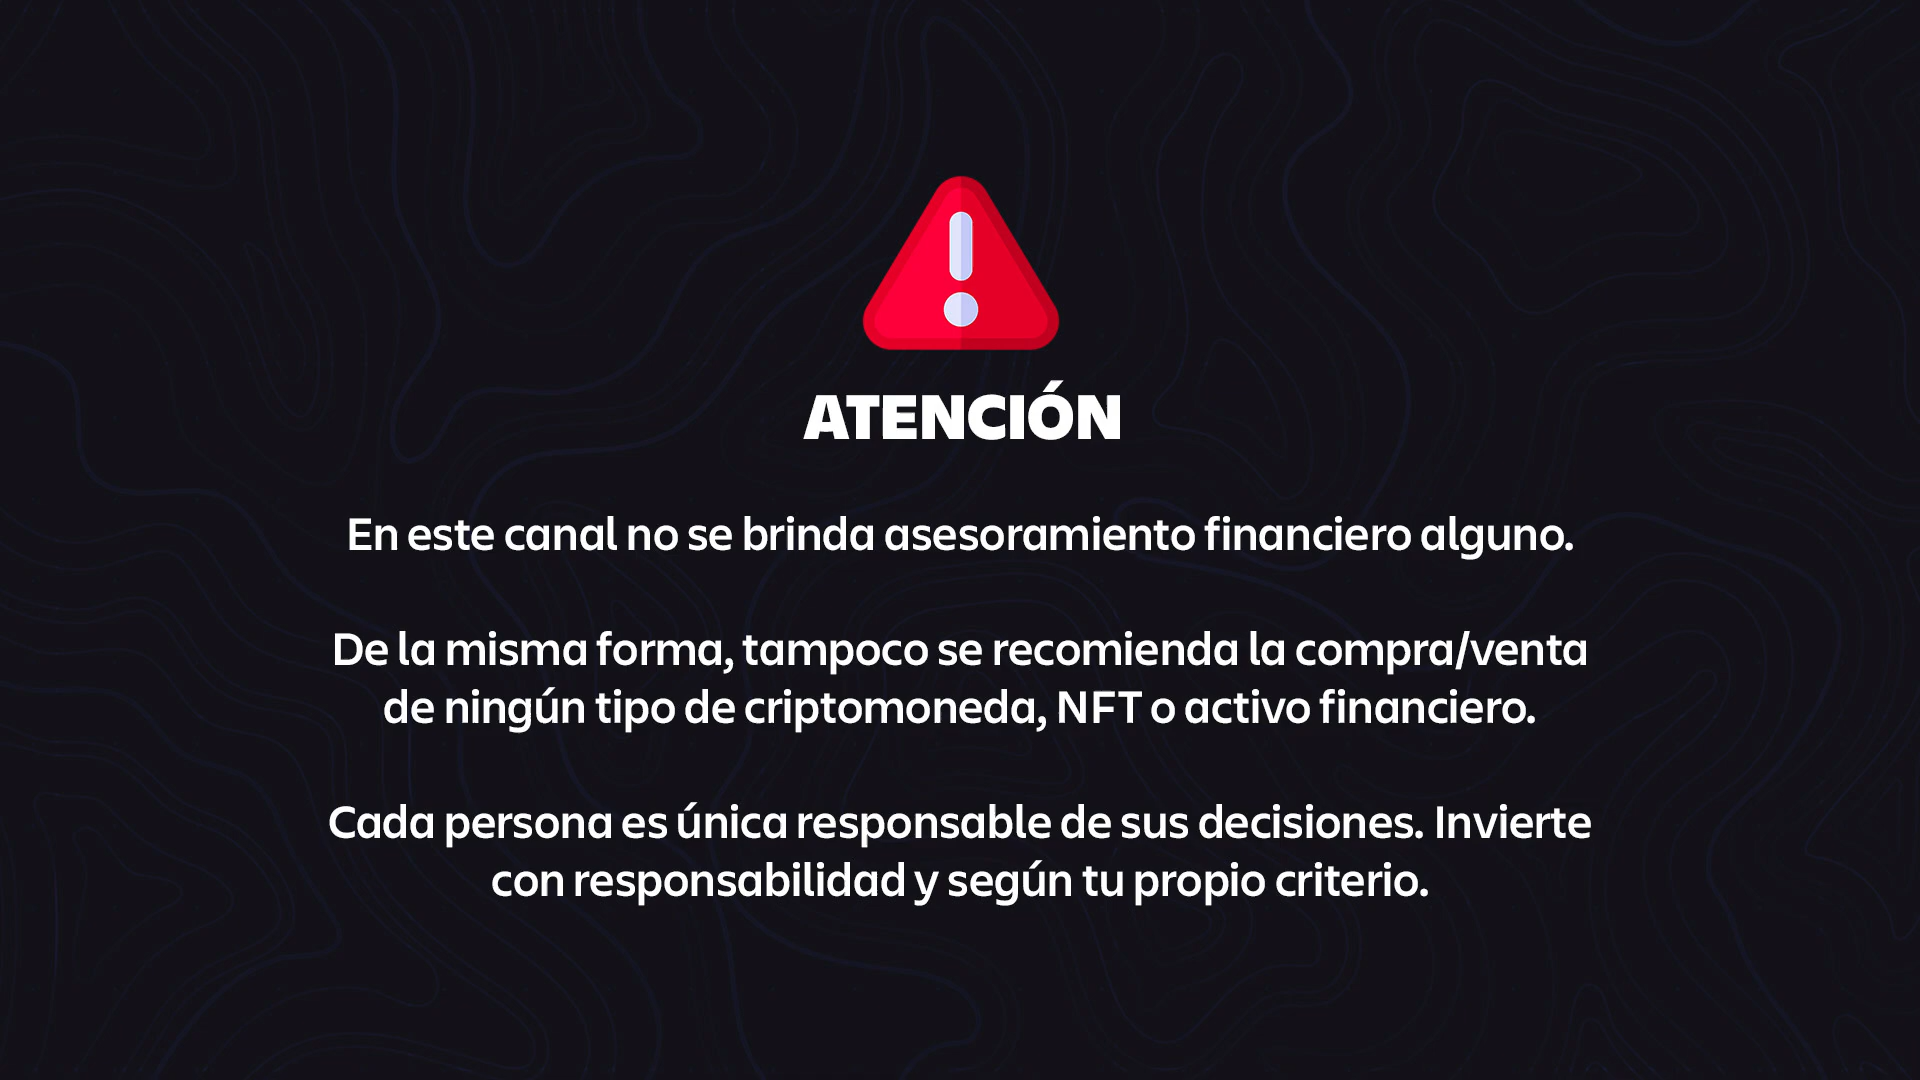 ATENCIÓN
En este canal no se brinda asesoramiento financiero alguno.
De la misma forma, tampoco se recomienda la compra/venta
de ningún tipo de criptomoneda, NFT o activo financiero.
Cada persona es única responsable de sus decisiones. Invierte
con responsabilidad y según tu propio criterio.